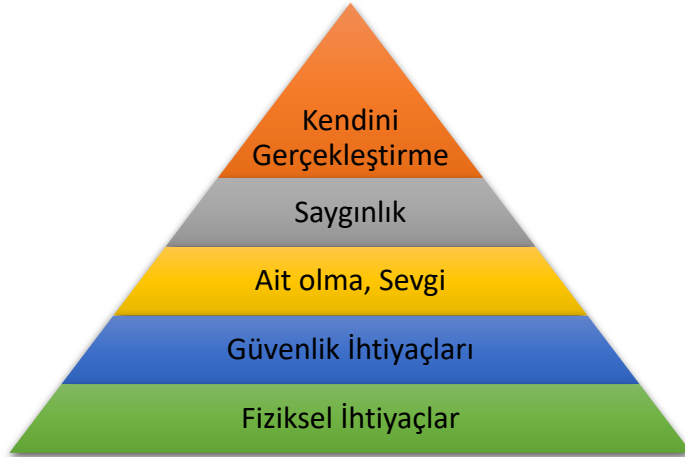 Kendini
Gerçekleştirme
Saygınlık
Ait olma, Sevgi
Güvenlik İhtiyaçları
Fiziksel İhtiyaçlar